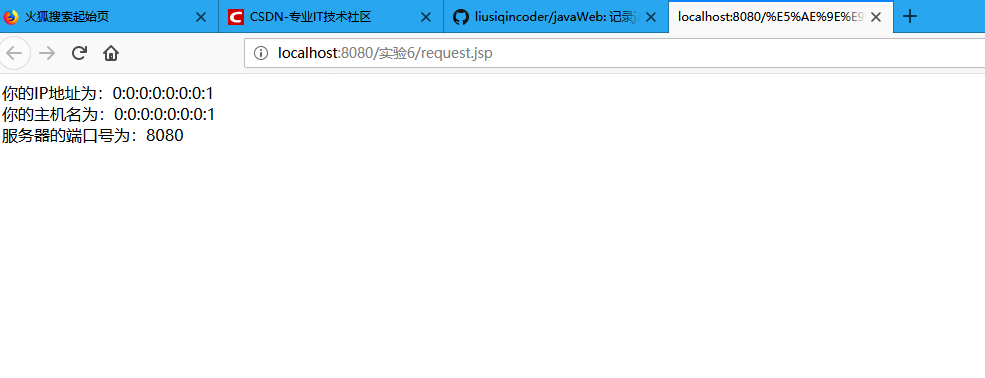 火狐搜索起始页
CSDN-专业IT技术社区
liusiqincoder/javaWeb: 记录
localhost:8080/%E5%AE%9E%E9
localhost:8080/实验6/request.jsp
你的IP地址为：0:0:0:0:0:0:0:1
你的主机名为：0:0:0:0:0:0:0:1
服务器的端口号为：8080